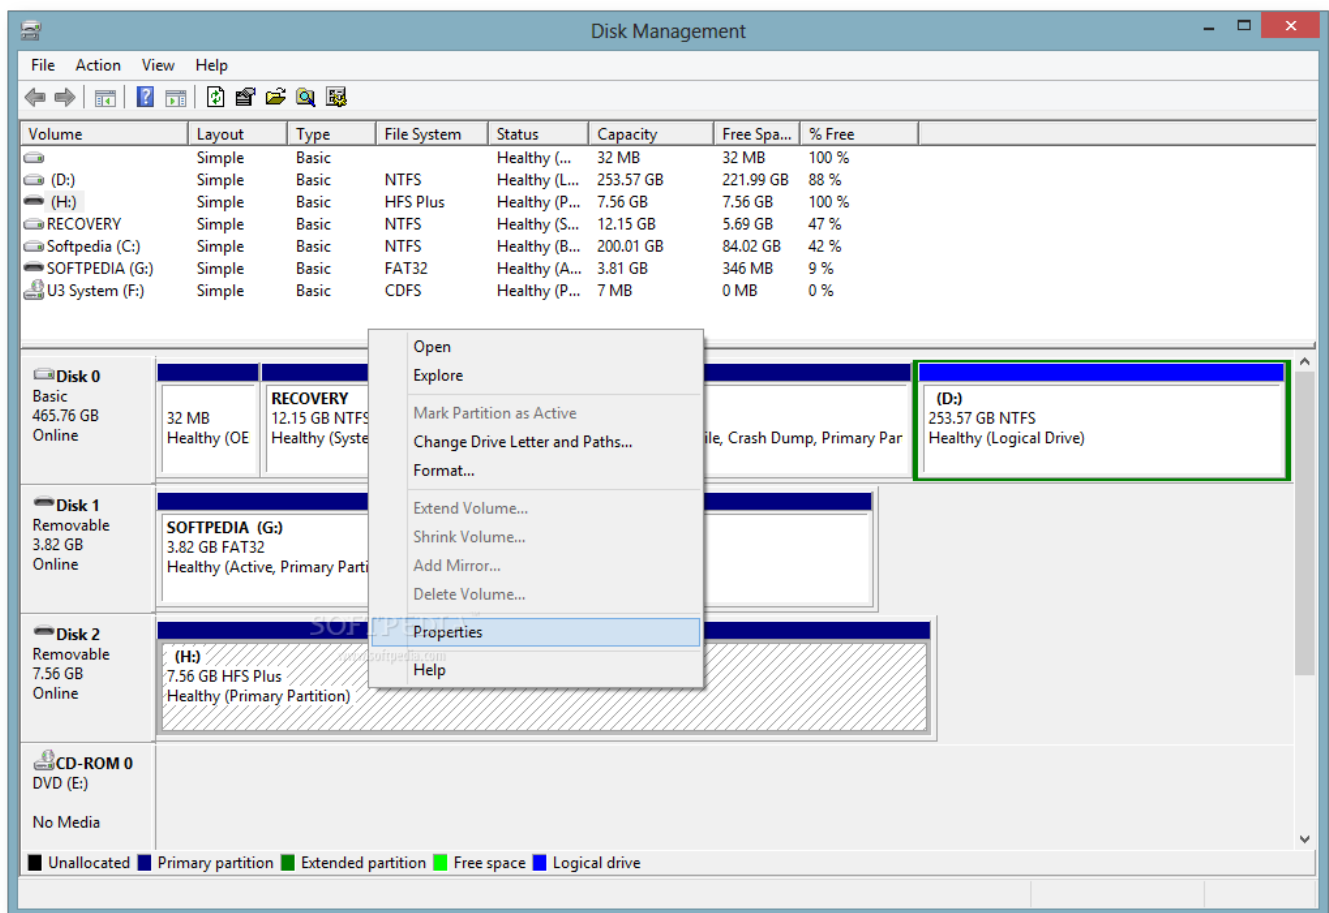 Disk Management
File Action View Help
Volume Layout Type File System Status Capacity Free Spa... % Free
Simple Basic Healthy (... 32 MB 32 MB 100 %
(D:) Simple Basic NTFS Healthy (L... 253.57 GB 221.99 GB 88 %
(H:) Simple Basic HFS Plus Healthy (P... 7.56 GB 7.56 GB 100 %
RECOVERY Simple Basic NTFS Healthy (S... 12.15 GB 5.69 GB 47 %
Softpedia (C:) Simple Basic NTFS Healthy (B... 200.01 GB 84.02 GB 42 %
SOFTPEDIA (G:) Simple Basic FAT32 Healthy (A... 3.81 GB 346 MB 9 %
U3 System (F:) Simple Basic CDFS Healthy (P... 7 MB 0 MB 0 %
Open
Explore
Mark Partition as Active
Change Drive Letter and Paths...
Format...
Extend Volume...
Shrink Volume...
Add Mirror...
Delete Volume...
Properties
Help
Disk 0
Basic
465.76 GB
Online
32 MB
Healthy (OE
RECOVERY
12.15 GB NTFS
Healthy (Syste
ile, Crash Dump, Primary Par
(D:)
253.57 GB NTFS
Healthy (Logical Drive)
Disk 1
Removable
3.82 GB
Online
SOFTPEDIA (G:)
3.82 GB FAT32
Healthy (Active, Primary Parti
Disk 2
Removable
7.56 GB
Online
(H:)
7.56 GB HFS Plus
Healthy (Primary Partition)
SOFTPEDIA
www.softpedia.com
CD-ROM 0
DVD (E:)
No Media
Unallocated Primary partition Extended partition Free space Logical drive